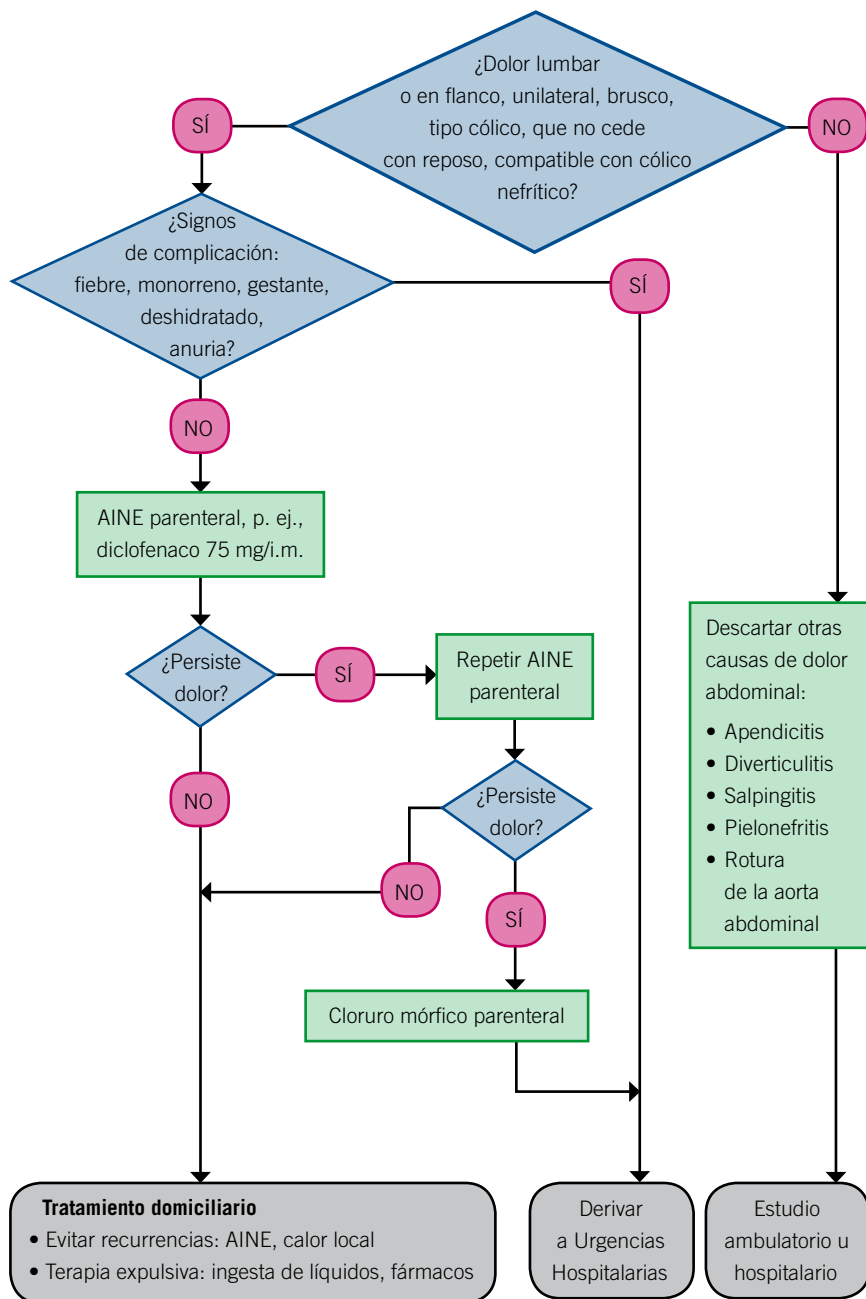 ¿Dolor lumbar
o en flanco, unilateral, brusco,
tipo cólico, que no cede
con reposo, compatible con cólico
nefrítico?
SÍ
NO
¿Signos
de complicación:
fiebre, monorreno, gestante,
deshidratado,
anuria?
SÍ
NO
AINE parenteral, p. ej.,
diclofenaco 75 mg/i.m.
¿Persiste
dolor?
SÍ
Repetir AINE
parenteral
NO
¿Persiste
dolor?
NO
SÍ
Cloruro mórfico parenteral
Descartar otras
causas de dolor
abdominal:
• Apendicitis
• Diverticulitis
• Salpingitis
• Pielonefritis
• Rotura
de la aorta
abdominal
Tratamiento domiciliario
• Evitar recurrencias: AINE, calor local
• Terapia expulsiva: ingesta de líquidos, fármacos
Derivar
a Urgencias
Hospitalarias
Estudio
ambulatorio u
hospitalario